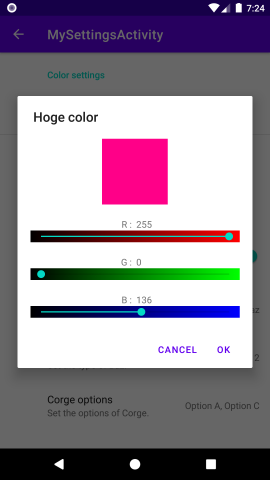 7:24
MySettingsActivity
Color settings
Hoge color
R : 255
G : 0
B : 136
CANCEL OK
Corge options
Set the options of Corge.
Option A, Option C